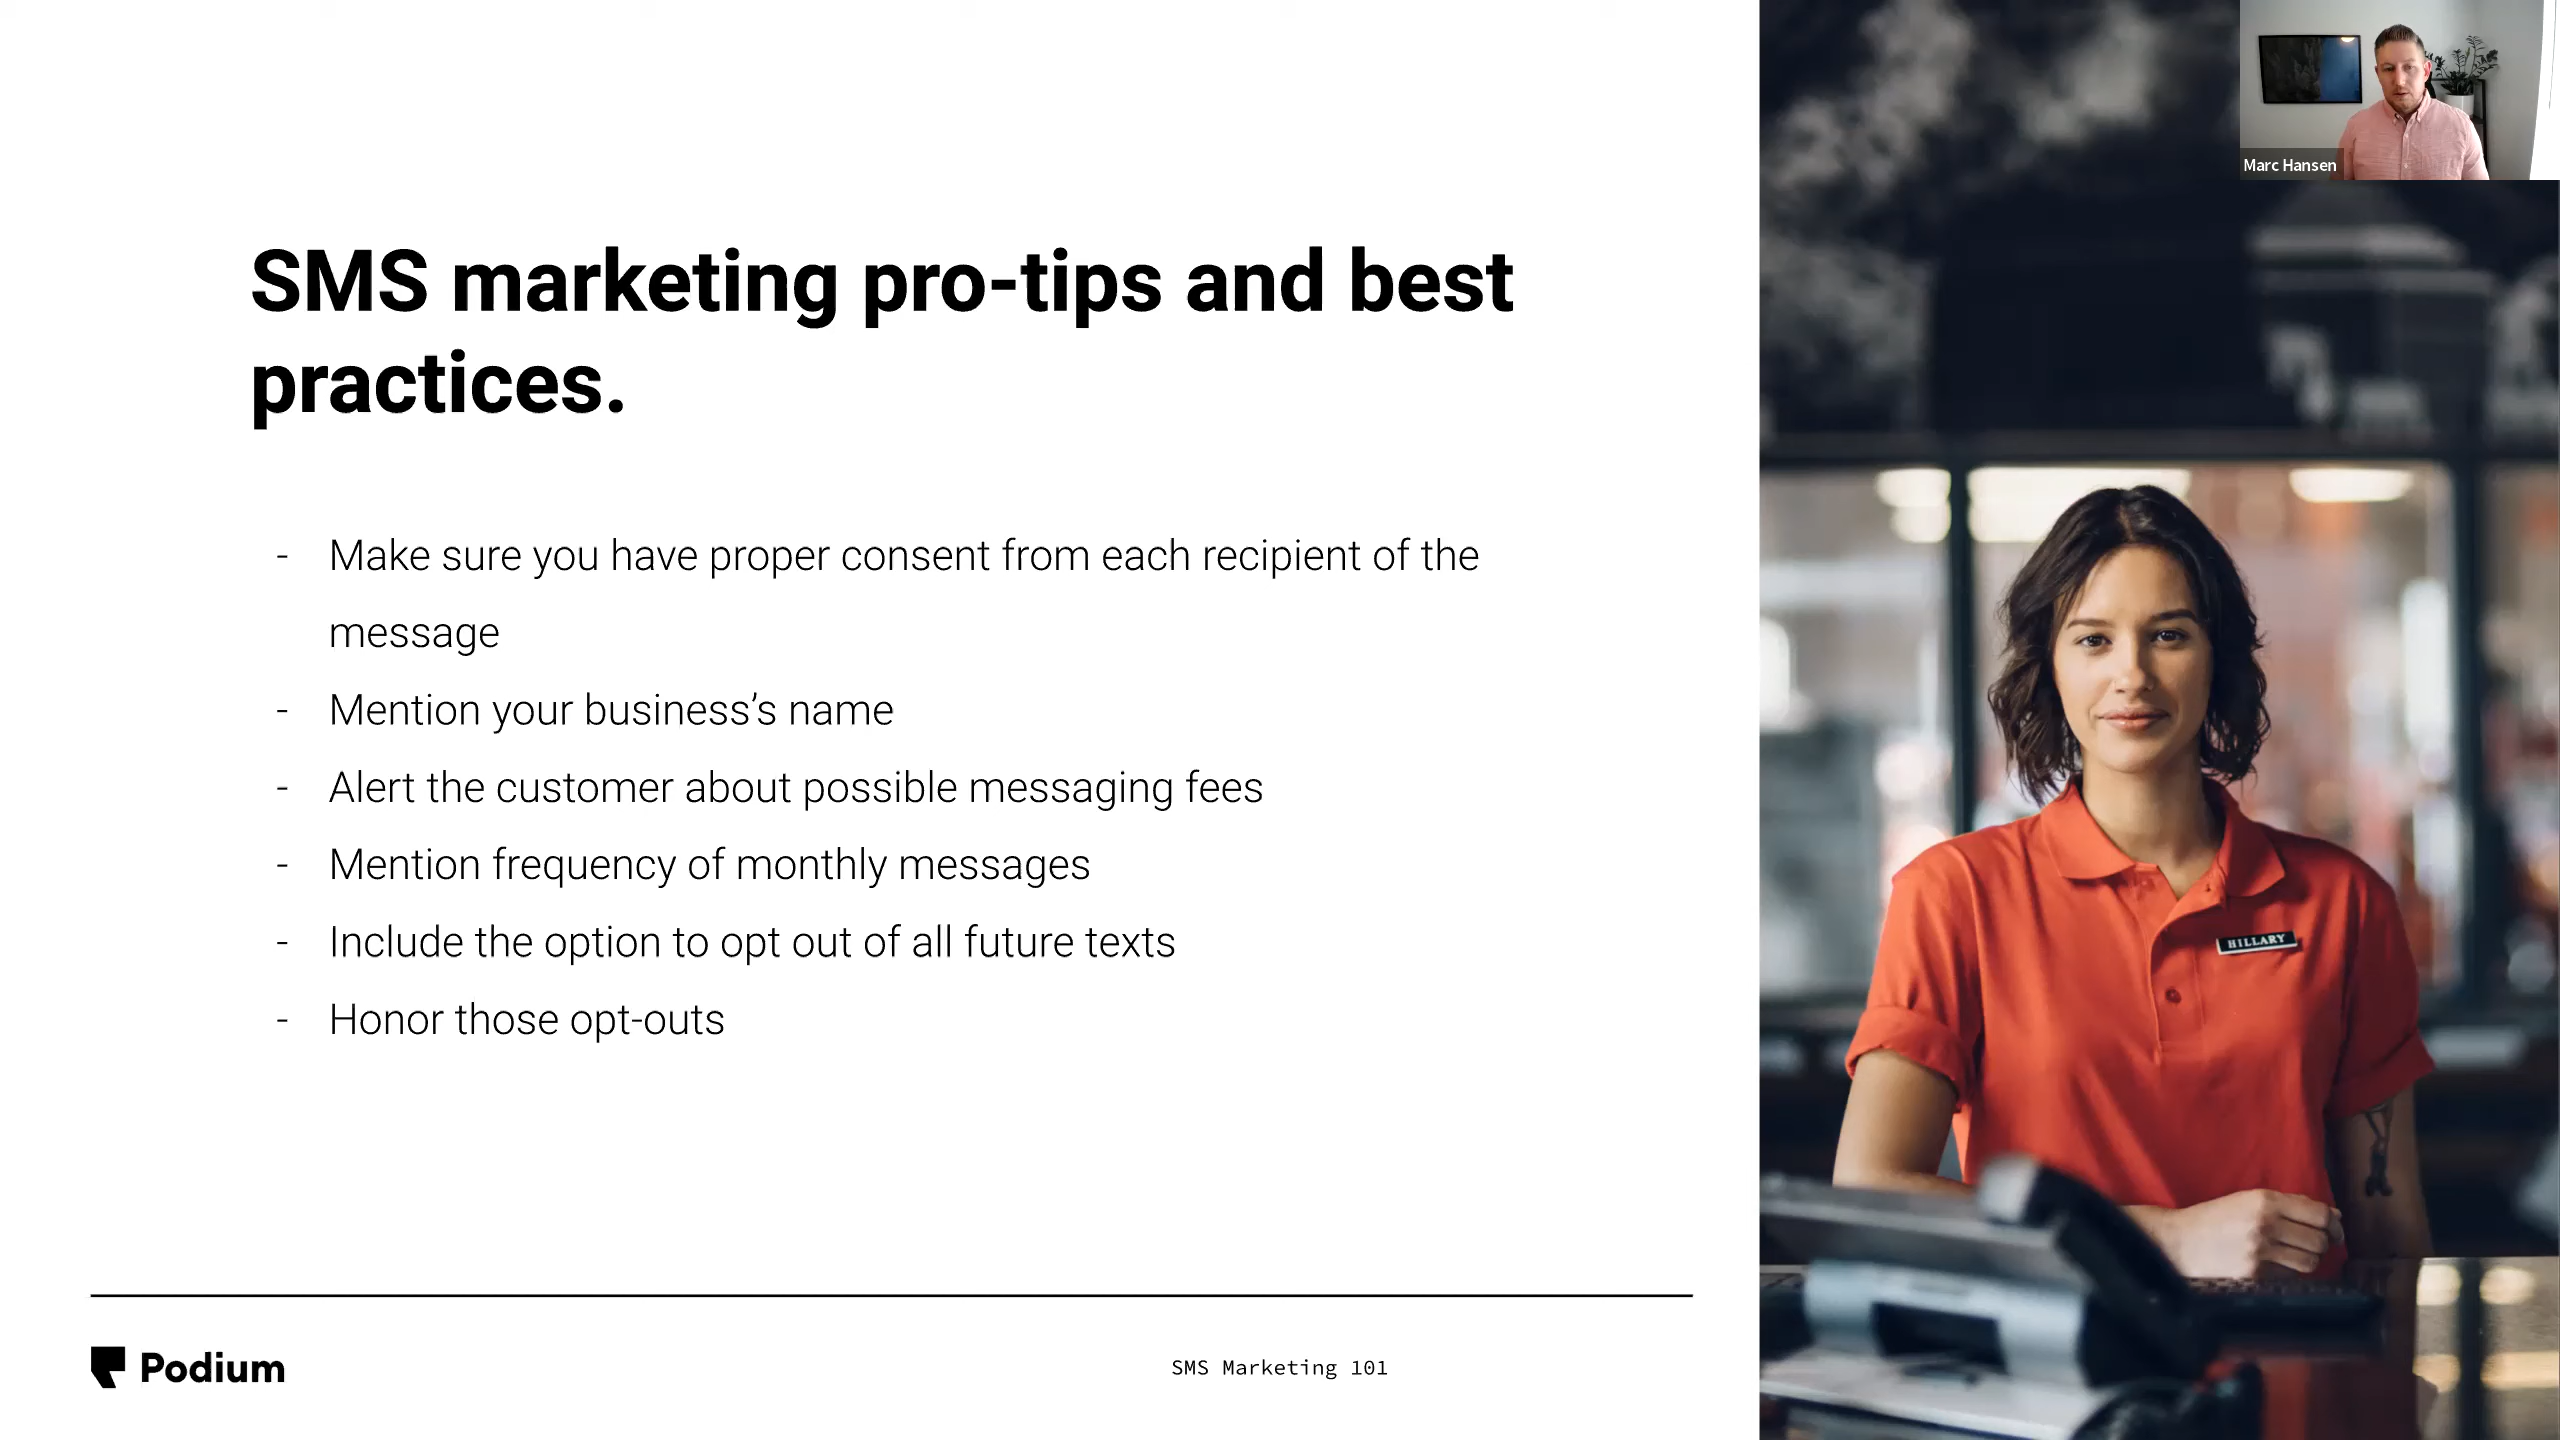 Marc Hansen
SMS marketing pro-tips and best
practices.
- Make sure you have proper consent from each recipient of the
message
- Mention your business’s name
- Alert the customer about possible messaging fees
- Mention frequency of monthly messages
- Include the option to opt out of all future texts
- Honor those opt-outs
HILLARY
Podium
SMS Marketing 101